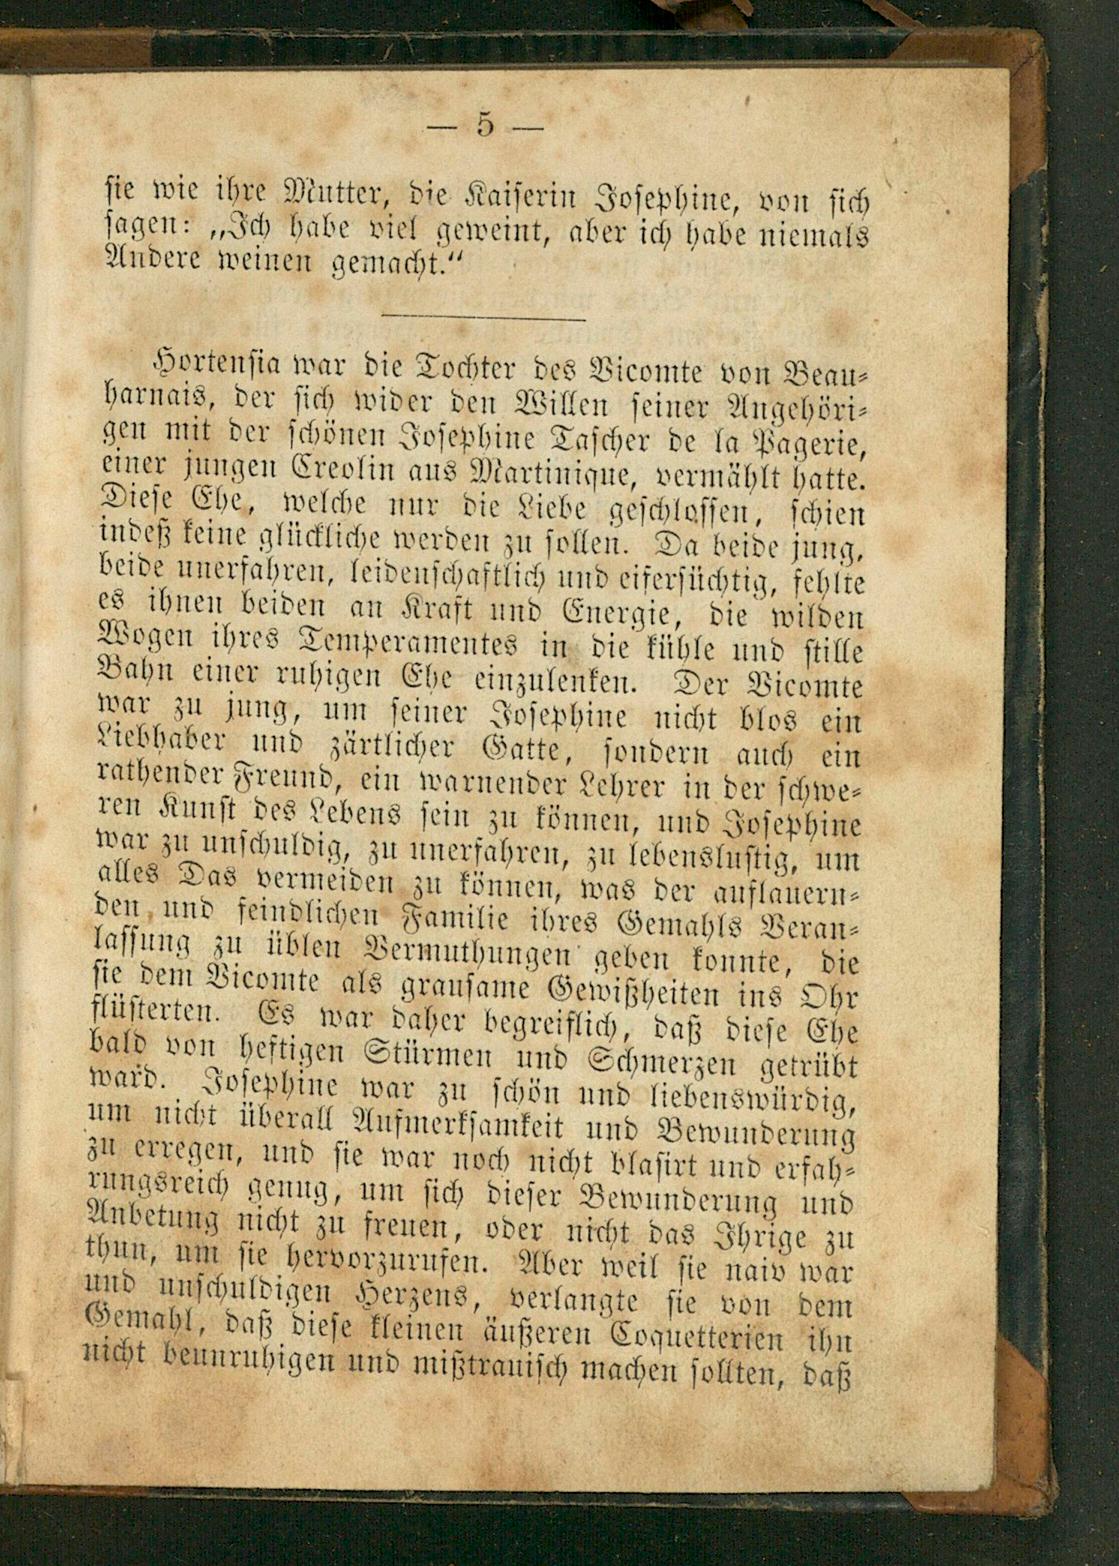 — 5 —
sie wie ihre Mutter, die Kaiserin Josephine, von sich
sagen: „Ich habe viel geweint, aber ich habe niemals
Andere weinen gemacht.“
Hortensia war die Tochter des Vicomte von Beau-
harnais, der sich wider den Willen seiner Angehöri-
gen mit der schönen Josephine Tascher de la Pagerie,
einer jungen Creolin aus Martinique, vermählt hatte.
Diese Ehe, welche nur die Liebe geschlossen, schien
indeß keine glückliche werden zu sollen. Da beide jung,
beide unerfahren, leidenschaftlich und eifersüchtig, fehlte
es ihnen beiden an Kraft und Energie, die wilden
Wogen ihres Temperamentes in die kühle und stille
Bahn einer ruhigen Ehe einzulenken. Der Vicomte
war zu jung, um seiner Josephine nicht blos ein
Liebhaber und zärtlicher Gatte, sondern auch ein
rathender Freund, ein warnender Lehrer in der schwe-
ren Kunst des Lebens sein zu können, und Josephine
war zu unschuldig, zu unerfahren, zu lebenslustig, um
alles Das vermeiden zu können, was der auflauern-
den und feindlichen Familie ihres Gemahls Veran-
lassung zu üblen Vermuthungen geben konnte, die
sie dem Vicomte als grausame Gewißheiten ins Ohr
flüsterten. Es war daher begreiflich, daß diese Ehe
bald von heftigen Stürmen und Schmerzen getrübt
ward. Josephine war zu schön und liebenswürdig,
um nicht überall Aufmerksamkeit und Bewunderung
zu erregen, und sie war noch nicht blasirt und erfah-
rungsreich genug, um sich dieser Bewunderung und
Anbetung nicht zu freuen, oder nicht das Ihrige zu
thun, um sie hervorzurufen. Aber weil sie naiv war
und unschuldigen Herzens, verlangte sie von dem
Gemahl, daß diese kleinen äußeren Coquetterien ihn
nicht beunruhigen und mißtrauisch machen sollten, daß